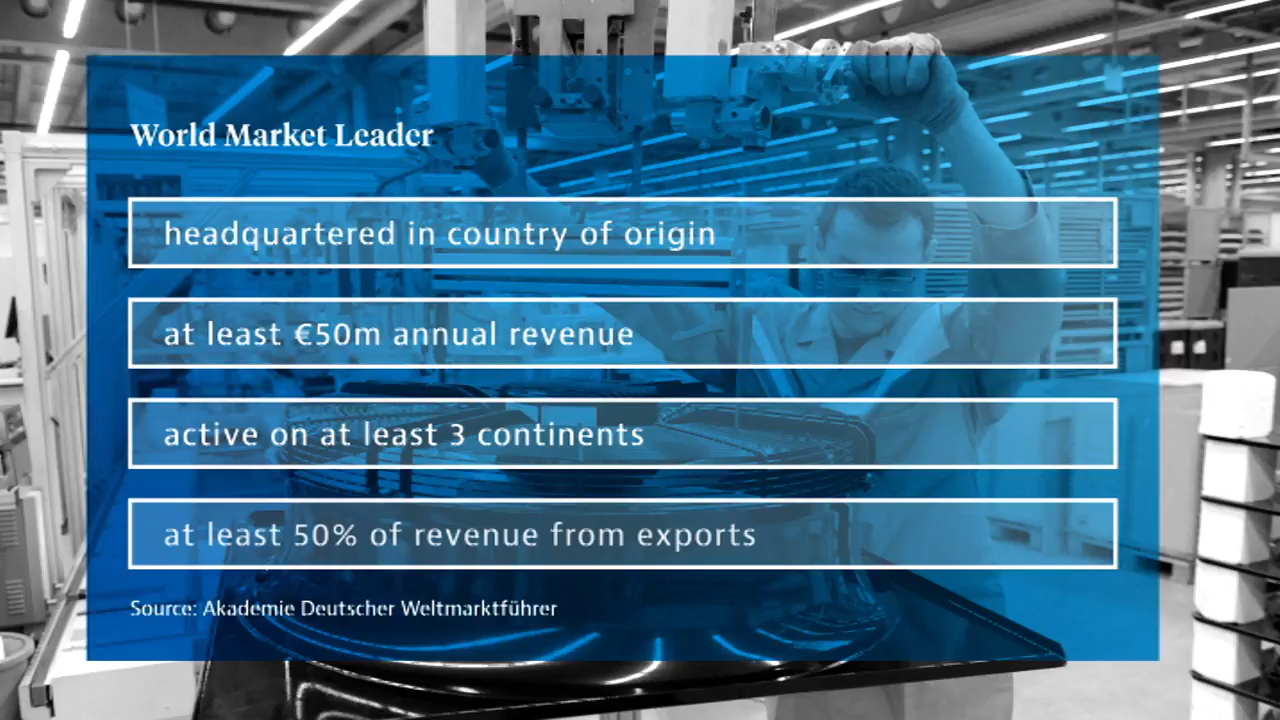 World Market Leader
headquartered in country of origin
at least €50m annual revenue
active on at least 3 continents
at least 50% of revenue from exports
Source: Akademie Deutscher Weltmarktführer